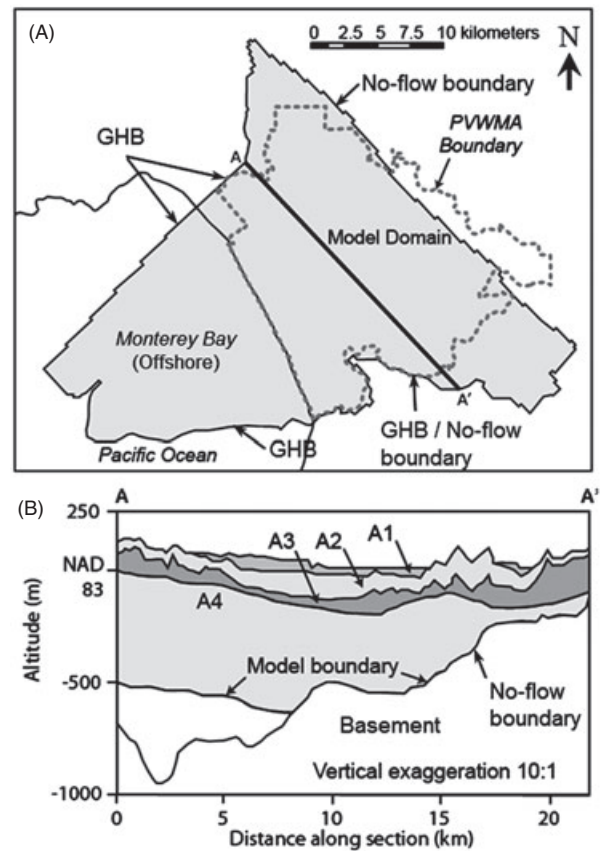 (A)
0 2.5 5 7.5 10 kilometers
N
No-flow boundary
PVWMA
Boundary
GHB
A
Model Domain
Monterey Bay
(Offshore)
A'
GHB / No-flow
boundary
GHB
Pacific Ocean
(B)
A
A'
250
NAD
83
-500
-1000
Altitude (m)
A1
A2
A3
A4
Model boundary
No-flow
boundary
Basement
Vertical exaggeration 10:1
0 5 10 15 20
Distance along section (km)